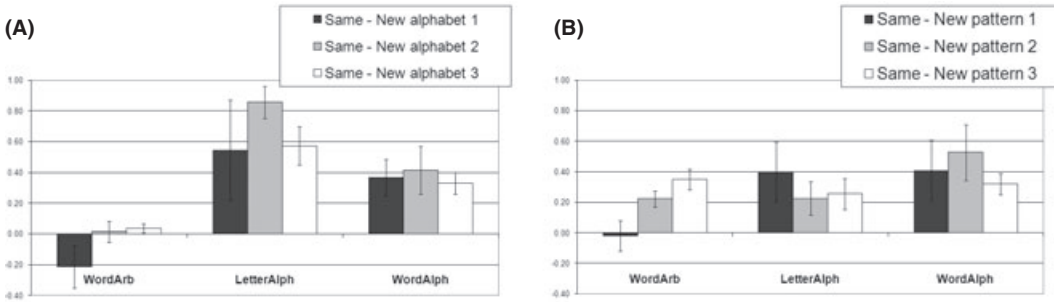 (A)
Same - New alphabet 1
Same - New alphabet 2
Same - New alphabet 3
1.00
0.80
0.60
0.40
0.20
0.00
-0.20
-0.40
WordArb LetterAlph WordAlph
(B)
Same - New pattern 1
Same - New pattern 2
Same - New pattern 3
1.00
0.80
0.60
0.40
0.20
0.00
-0.20
-0.40
WordArb LetterAlph WordAlph